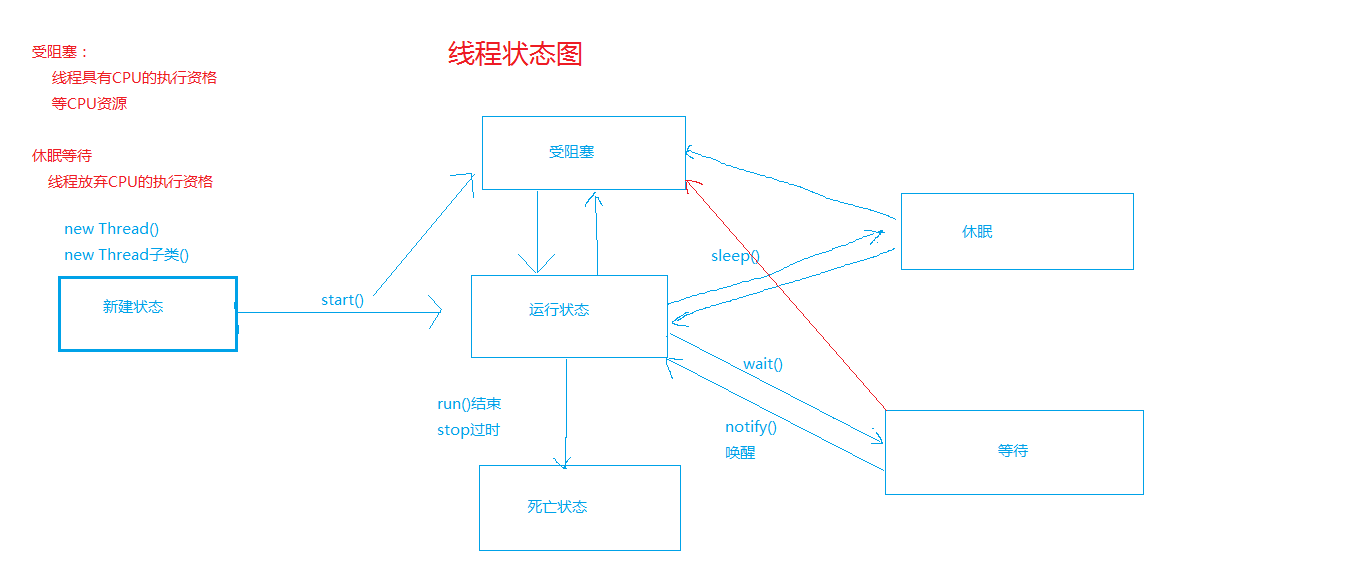 线程状态图
受阻塞：
线程具有CPU的执行资格
等CPU资源
休眠等待
线程放弃CPU的执行资格
new Thread()
new Thread子类()
新建状态
start()
受阻塞
运行状态
sleep()
休眠
wait()
notify()
唤醒
等待
run()结束
stop过时
死亡状态